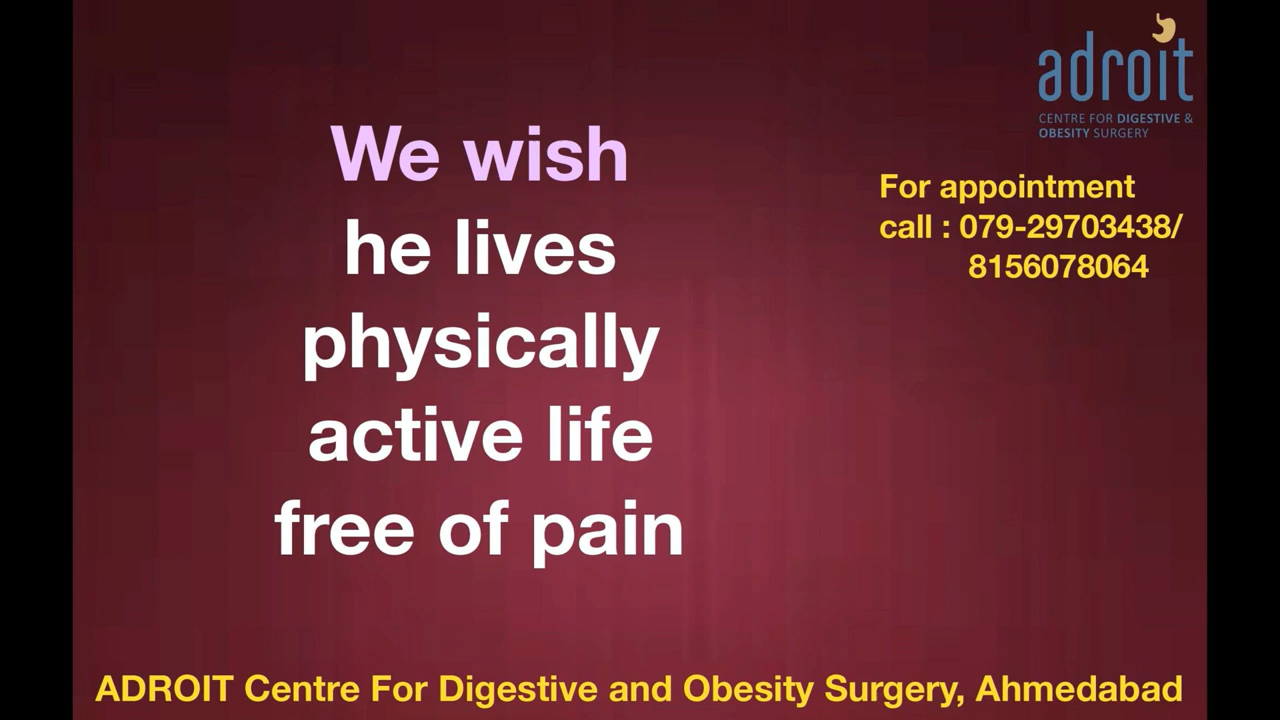 adroit
CENTRE FOR DIGESTIVE &
OBESITY SURGERY
We wish
he lives
physically
active life
free of pain
For appointment
call : 079-29703438/
8156078064
ADROIT Centre For Digestive and Obesity Surgery, Ahmedabad